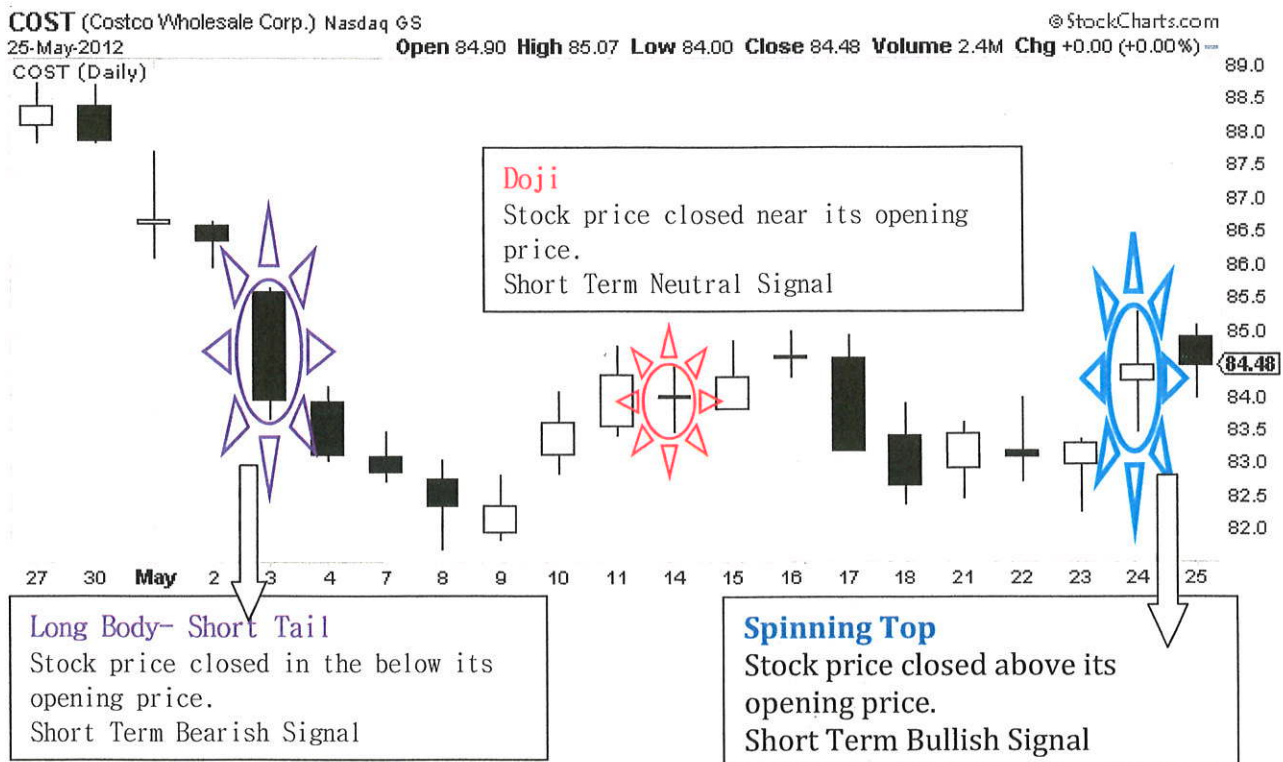 COST (Costco Wholesale Corp.) Nasdaq GS
© StockCharts.com
25-May-2012
Open 84.90 High 85.07 Low 84.00 Close 84.48 Volume 2.4M Chg +0.00 (+0.00%)
COST (Daily)
89.0
88.5
88.0
87.5
87.0
86.5
86.0
85.5
85.0
84.48
84.0
83.5
83.0
82.5
82.0
Doji
Stock price closed near its opening
price.
Short Term Neutral Signal
27 30 May 2 3 4 7 8 9 10 11 14 15 16 17 18 21 22 23 24 25
Long Body- Short Tail
Stock price closed in the below its
opening price.
Short Term Bearish Signal
Spinning Top
Stock price closed above its
opening price.
Short Term Bullish Signal